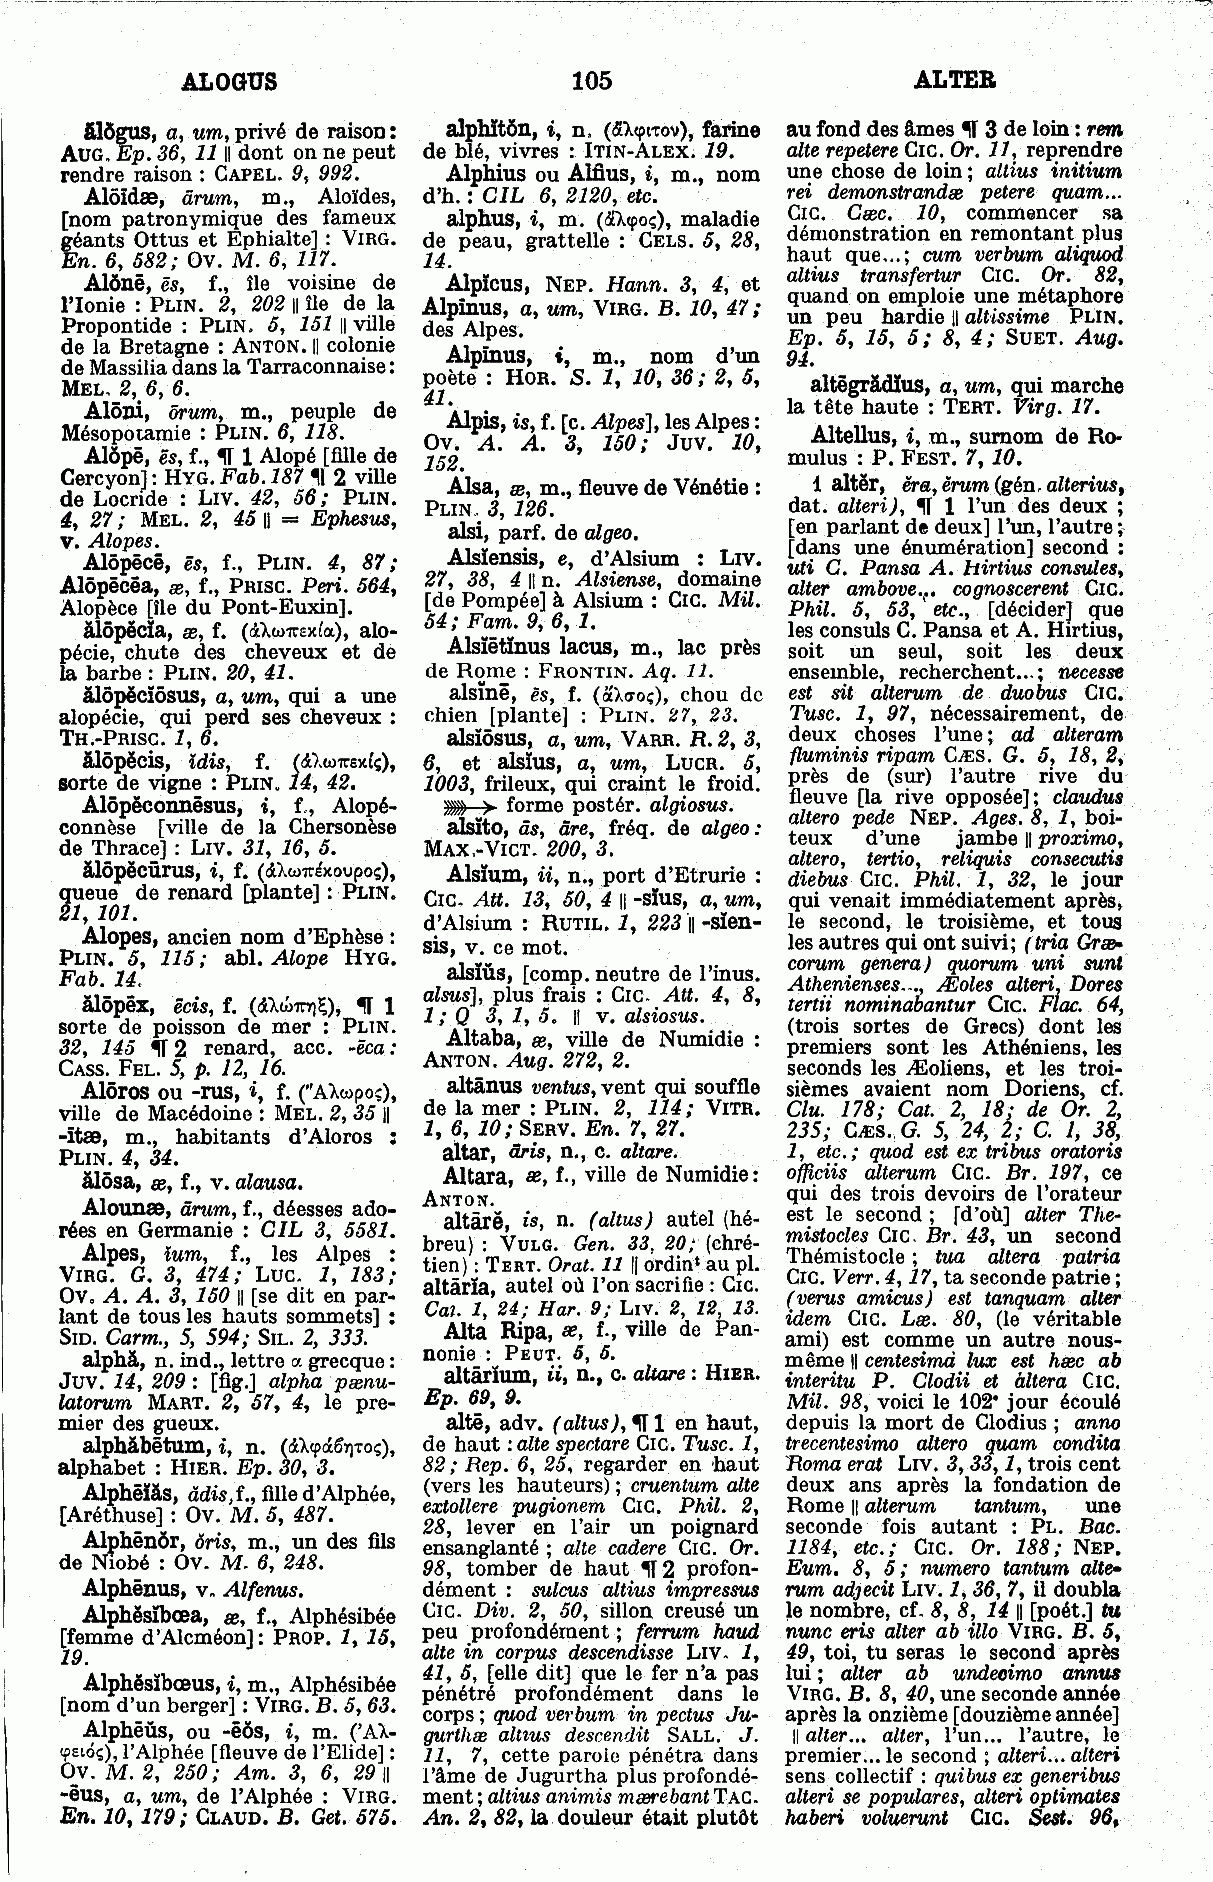 ALOGUS
105
ALTER
ălŏgus, a, um, privé de raison :
AUG. Ep. 36, 11 || dont on ne peut
rendre raison : CAPEL. 9, 992.
Alōīdæ, ārum, m., Aloïdes,
[nom patronymique des fameux
géants Ottus et Ephialte] : VIRG.
En. 6, 582 ; OV. M. 6, 117.
Alŏnē, ēs, f., île voisine de
l'Ionie : PLIN. 2, 202 || île de la
Propontide : PLIN. 5, 151 || ville
de la Bretagne : ANTON. || colonie
de Massilia dans la Tarraconnaise :
MEL. 2, 6, 6.
Alōni, ōrum, m., peuple de
Mésopotamie : PLIN. 6, 118.
Alŏpē, ēs, f., ¶ 1 Alopé [fille de
Cercyon] : HYG. Fab. 187 ¶ 2 ville
de Locride : LIV. 42, 56 ; PLIN.
4, 27 ; MEL. 2, 45 || = Ephesus,
v. Alopes.
Alōpĕcē, ēs, f., PLIN. 4, 87 ;
Alōpĕcēa, æ, f., PRISC. Peri. 564,
Alopèce [île du Pont-Euxin].
ălōpĕcĭa, æ, f. (ἀλωπεκία), alo-
pécie, chute des cheveux et de
la barbe : PLIN. 20, 41.
ălōpĕcĭōsus, a, um, qui a une
alopécie, qui perd ses cheveux :
TH.-PRISC. 1, 6.
ălōpĕcis, ĭdis, f. (ἀλωπεκίς),
sorte de vigne : PLIN. 14, 42.
Alōpĕconnēsus, i, f., Alopé-
connèse [ville de la Chersonèse
de Thrace] : LIV. 31, 16, 5.
ălōpĕcūrus, i, f. (ἀλωπέκουρος),
queue de renard [plante] : PLIN.
21, 101.
Alopes, ancien nom d'Ephèse :
PLIN. 5, 115 ; abl. Alope HYG.
Fab. 14.
ălōpēx, ĕcis, f. (ἀλώπηξ), ¶ 1
sorte de poisson de mer : PLIN.
32, 145 ¶ 2 renard, acc. -ĕca :
CASS. FEL. 5, p. 12, 16.
Alōros ou -rus, i, f. (Ἄλωρος),
ville de Macédoine : MEL. 2, 35 ||
-ītæ, m., habitants d'Aloros :
PLIN. 4, 34.
ălōsa, æ, f., v. alausa.
Alounæ, ārum, f., déesses ado-
rées en Germanie : CIL 3, 5581.
Alpes, ium, f., les Alpes :
VIRG. G. 3, 474 ; LUC. 1, 183 ;
OV. A. A. 3, 150 || [se dit en par-
lant de tous les hauts sommets] :
SID. Carm., 5, 594 ; SIL. 2, 333.
alphă, n. ind., lettre α grecque :
JUV. 14, 209 : [fig.] alpha pænu-
latorum MART. 2, 57, 4, le pre-
mier des gueux.
alphăbētum, i, n. (ἀλφάβητος),
alphabet : HIER. Ep. 30, 3.
Alphēĭăs, ădis, f., fille d'Alphée,
[Aréthuse] : OV. M. 5, 487.
Alphēnŏr, ŏris, m., un des fils
de Niobé : OV. M. 6, 248.
Alphēnus, v. Alfenus.
Alphĕsĭbœa, æ, f., Alphésibée
[femme d'Alcméon] : PROP. 1, 15,
19.
Alphĕsĭbœus, i, m., Alphésibée
[nom d'un berger] : VIRG. B. 5, 63.
Alphēŭs, ou -ēŏs, i, m. (Ἀλ-
φειός), l'Alphée [fleuve de l'Elide] :
OV. M. 2, 250 ; Am. 3, 6, 29 ||
-ēus, a, um, de l'Alphée : VIRG.
En. 10, 179 ; CLAUD. B. Get. 575.
alphĭtŏn, i, n. (ἄλφιτον), farine
de blé, vivres : ITIN-ALEX. 19.
Alphius ou Alfius, i, m., nom
d'h. : CIL 6, 2120, etc.
alphus, i, m. (ἄλφος), maladie
de peau, grattelle : CELS. 5, 28,
14.
Alpĭcus, NEP. Hann. 3, 4, et
Alpīnus, a, um, VIRG. B. 10, 47 ;
des Alpes.
Alpīnus, i, m., nom d'un
poète : HOR. S. 1, 10, 36 ; 2, 5,
41.
Alpis, is, f. [c. Alpes], les Alpes :
OV. A. A. 3, 150 ; JUV. 10,
152.
Alsa, æ, m., fleuve de Vénétie :
PLIN. 3, 126.
alsi, parf. de algeo.
Alsĭensis, e, d'Alsium : LIV.
27, 38, 4 || n. Alsiense, domaine
[de Pompée] à Alsium : CIC. Mil.
54 ; Fam. 9, 6, 1.
Alsĭētĭnus lacus, m., lac près
de Rome : FRONTIN. Aq. 11.
alsĭnē, ēs, f. (ἄλσος), chou de
chien [plante] : PLIN. 27, 23.
alsĭōsus, a, um, VARR. R. 2, 3,
6, et alsĭus, a, um, LUCR. 5,
1003, frileux, qui craint le froid.
forme postér. algiosus.
alsĭto, ās, āre, fréq. de algeo :
MAX.-VICT. 200, 3.
Alsĭum, ii, n., port d'Etrurie :
CIC. Att. 13, 50, 4 || -sĭus, a, um,
d'Alsium : RUTIL. 1, 223 || -sĭen-
sis, v. ce mot.
alsĭŭs, [comp. neutre de l'inus.
alsus], plus frais : CIC. Att. 4, 8,
1 ; Q 3, 1, 5. || v. alsiosus.
Altaba, æ, ville de Numidie :
ANTON. Aug. 272, 2.
altānus ventus, vent qui souffle
de la mer : PLIN. 2, 114 ; VITR.
1, 6, 10 ; SERV. En. 7, 27.
altar, āris, n., c. altare.
Altara, æ, f., ville de Numidie :
ANTON.
altārĕ, is, n. (altus) autel (hé-
breu) : VULG. Gen. 33, 20 ; (chré-
tien) : TERT. Orat. 11 || ordint au pl.
altārĭa, autel où l'on sacrifie : CIC.
Cat. 1, 24 ; Har. 9 ; LIV. 2, 12, 13.
Alta Ripa, æ, f., ville de Pan-
nonie : PEUT. 5, 5.
altārĭum, ii, n., c. altare : HIER.
Ep. 69, 9.
altē, adv. (altus), ¶ 1 en haut,
de haut : alte spectare CIC. Tusc. 1,
82 ; Rep. 6, 25, regarder en haut
(vers les hauteurs) ; cruentum alte
extollere pugionem CIC. Phil. 2,
28, lever en l'air un poignard
ensanglanté ; alte cadere CIC. Or.
98, tomber de haut ¶ 2 profon-
dément : sulcus altius impressus
CIC. Div. 2, 50, sillon creusé un
peu profondément ; ferrum haud
alte in corpus descendisse LIV. 1,
41, 5, [elle dit] que le fer n'a pas
pénétré profondément dans le
corps ; quod verbum in pectus Ju-
gurthæ altius descendit SALL. J.
11, 7, cette parole pénétra dans
l'âme de Jugurtha plus profondé-
ment ; altius animis mærebant TAC.
An. 2, 82, la douleur était plutôt
au fond des âmes ¶ 3 de loin : rem
alte repetere CIC. Or. 11, reprendre
une chose de loin ; altius initium
rei demonstrandæ petere quam...
CIC. Cæc. 10, commencer sa
démonstration en remontant plus
haut que... ; cum verbum aliquod
altius transfertur CIC. Or. 82,
quand on emploie une métaphore
un peu hardie || altissime PLIN.
Ep. 5, 15, 5 ; 8, 4 ; SUET. Aug.
94.
altēgrădĭus, a, um, qui marche
la tête haute : TERT. Virg. 17.
Altellus, i, m., surnom de Ro-
mulus : P. FEST. 7, 10.
1 altĕr, ĕra, ĕrum (gén. alterius,
dat. alteri), ¶ 1 l'un des deux ;
[en parlant de deux] l'un, l'autre ;
[dans une énumération] second :
uti C. Pansa A. Hirtius consules,
alter ambove... cognoscerent CIC.
Phil. 5, 53, etc., [décider] que
les consuls C. Pansa et A. Hirtius,
soit un seul, soit les deux
ensemble, recherchent... ; necesse
est sit alterum de duobus CIC.
Tusc. 1, 97, nécessairement, de
deux choses l'une ; ad alteram
fluminis ripam CÆS. G. 5, 18, 2,
près de (sur) l'autre rive du
fleuve [la rive opposée] ; claudus
altero pede NEP. Ages. 8, 1, boi-
teux d'une jambe || proximo,
altero, tertio, reliquis consecutis
diebus CIC. Phil. 1, 32, le jour
qui venait immédiatement après,
le second, le troisième, et tous
les autres qui ont suivi ; (tria Græ-
corum genera) quorum uni sunt
Athenienses..., Æoles alteri, Dores
tertii nominabantur CIC. Flac. 64,
(trois sortes de Grecs) dont les
premiers sont les Athéniens, les
seconds les Æoliens, et les troi-
sièmes avaient nom Doriens, cf.
Clu. 178 ; Cat. 2, 18 ; de Or. 2,
235 ; CÆS. G. 5, 24, 2 ; C. 1, 38,
1, etc. ; quod est ex tribus oratoris
officiis alterum CIC. Br. 197, ce
qui des trois devoirs de l'orateur
est le second ; [d'où] alter The-
mistocles CIC. Br. 43, un second
Thémistocle ; tua altera patria
CIC. Verr. 4, 17, ta seconde patrie ;
(verus amicus) est tanquam alter
idem CIC. Læ. 80, (le véritable
ami) est comme un autre nous-
même || centesima lux est hæc ab
interitu P. Clodii et altera CIC.
Mil. 98, voici le 102e jour écoulé
depuis la mort de Clodius ; anno
trecentesimo altero quam condita
Roma erat LIV. 3, 33, 1, trois cent
deux ans après la fondation de
Rome || alterum tantum, une
seconde fois autant : PL. Bac.
1184, etc. ; CIC. Or. 188 ; NEP.
Eum. 8, 5 ; numero tantum alte-
rum adjecit LIV. 1, 36, 7, il doubla
le nombre, cf. 8, 8, 14 || [poét.] tu
nunc eris alter ab illo VIRG. B. 5,
49, toi, tu seras le second après
lui ; alter ab undecimo annus
VIRG. B. 8, 40, une seconde année
après la onzième [douzième année]
|| alter... alter, l'un... l'autre, le
premier... le second ; alteri... alteri
sens collectif : quibus ex generibus
alteri se populares, alteri optimates
haberi voluerunt CIC. Sest. 96,